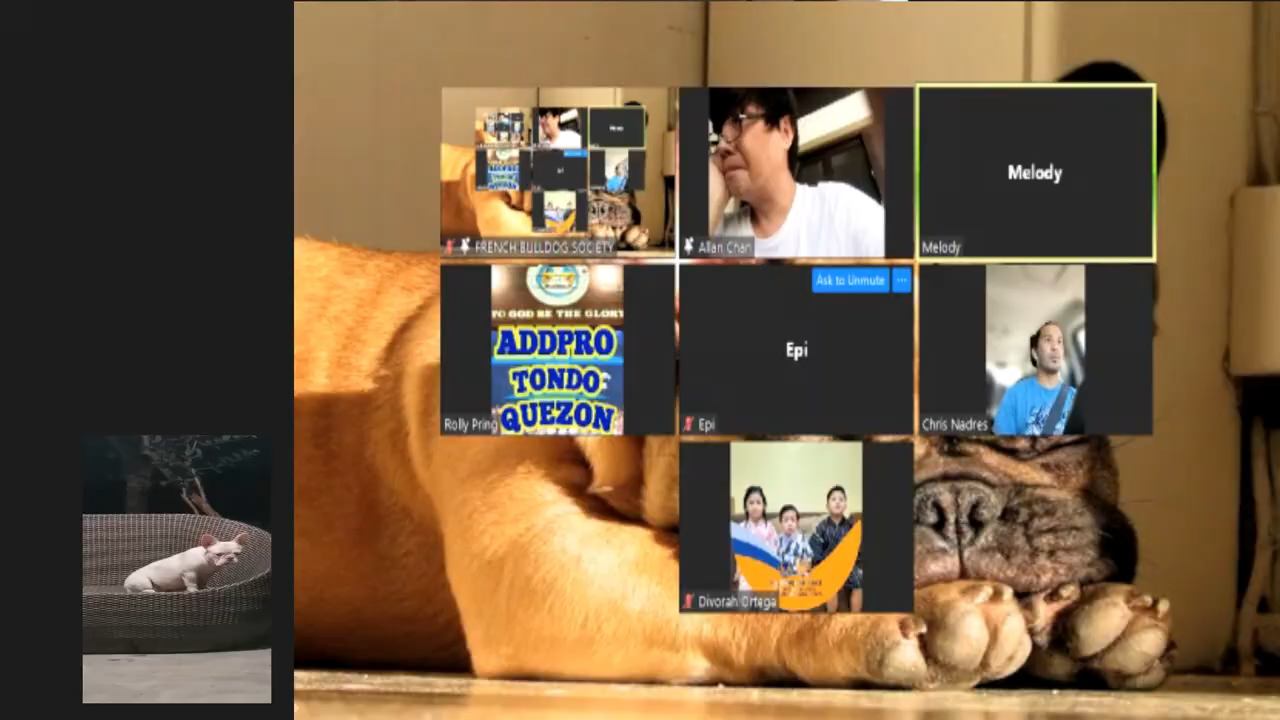 FRENCH BULLDOG SOCIETY
Allan Chan
Melody
Melody
TO GOD BE THE GLORY
ADDPRO
TONDO
QUEZON
Rolly Pring
Ask to Unmute
...
Epi
Epi
Chris Nadres
Divorah Ortega